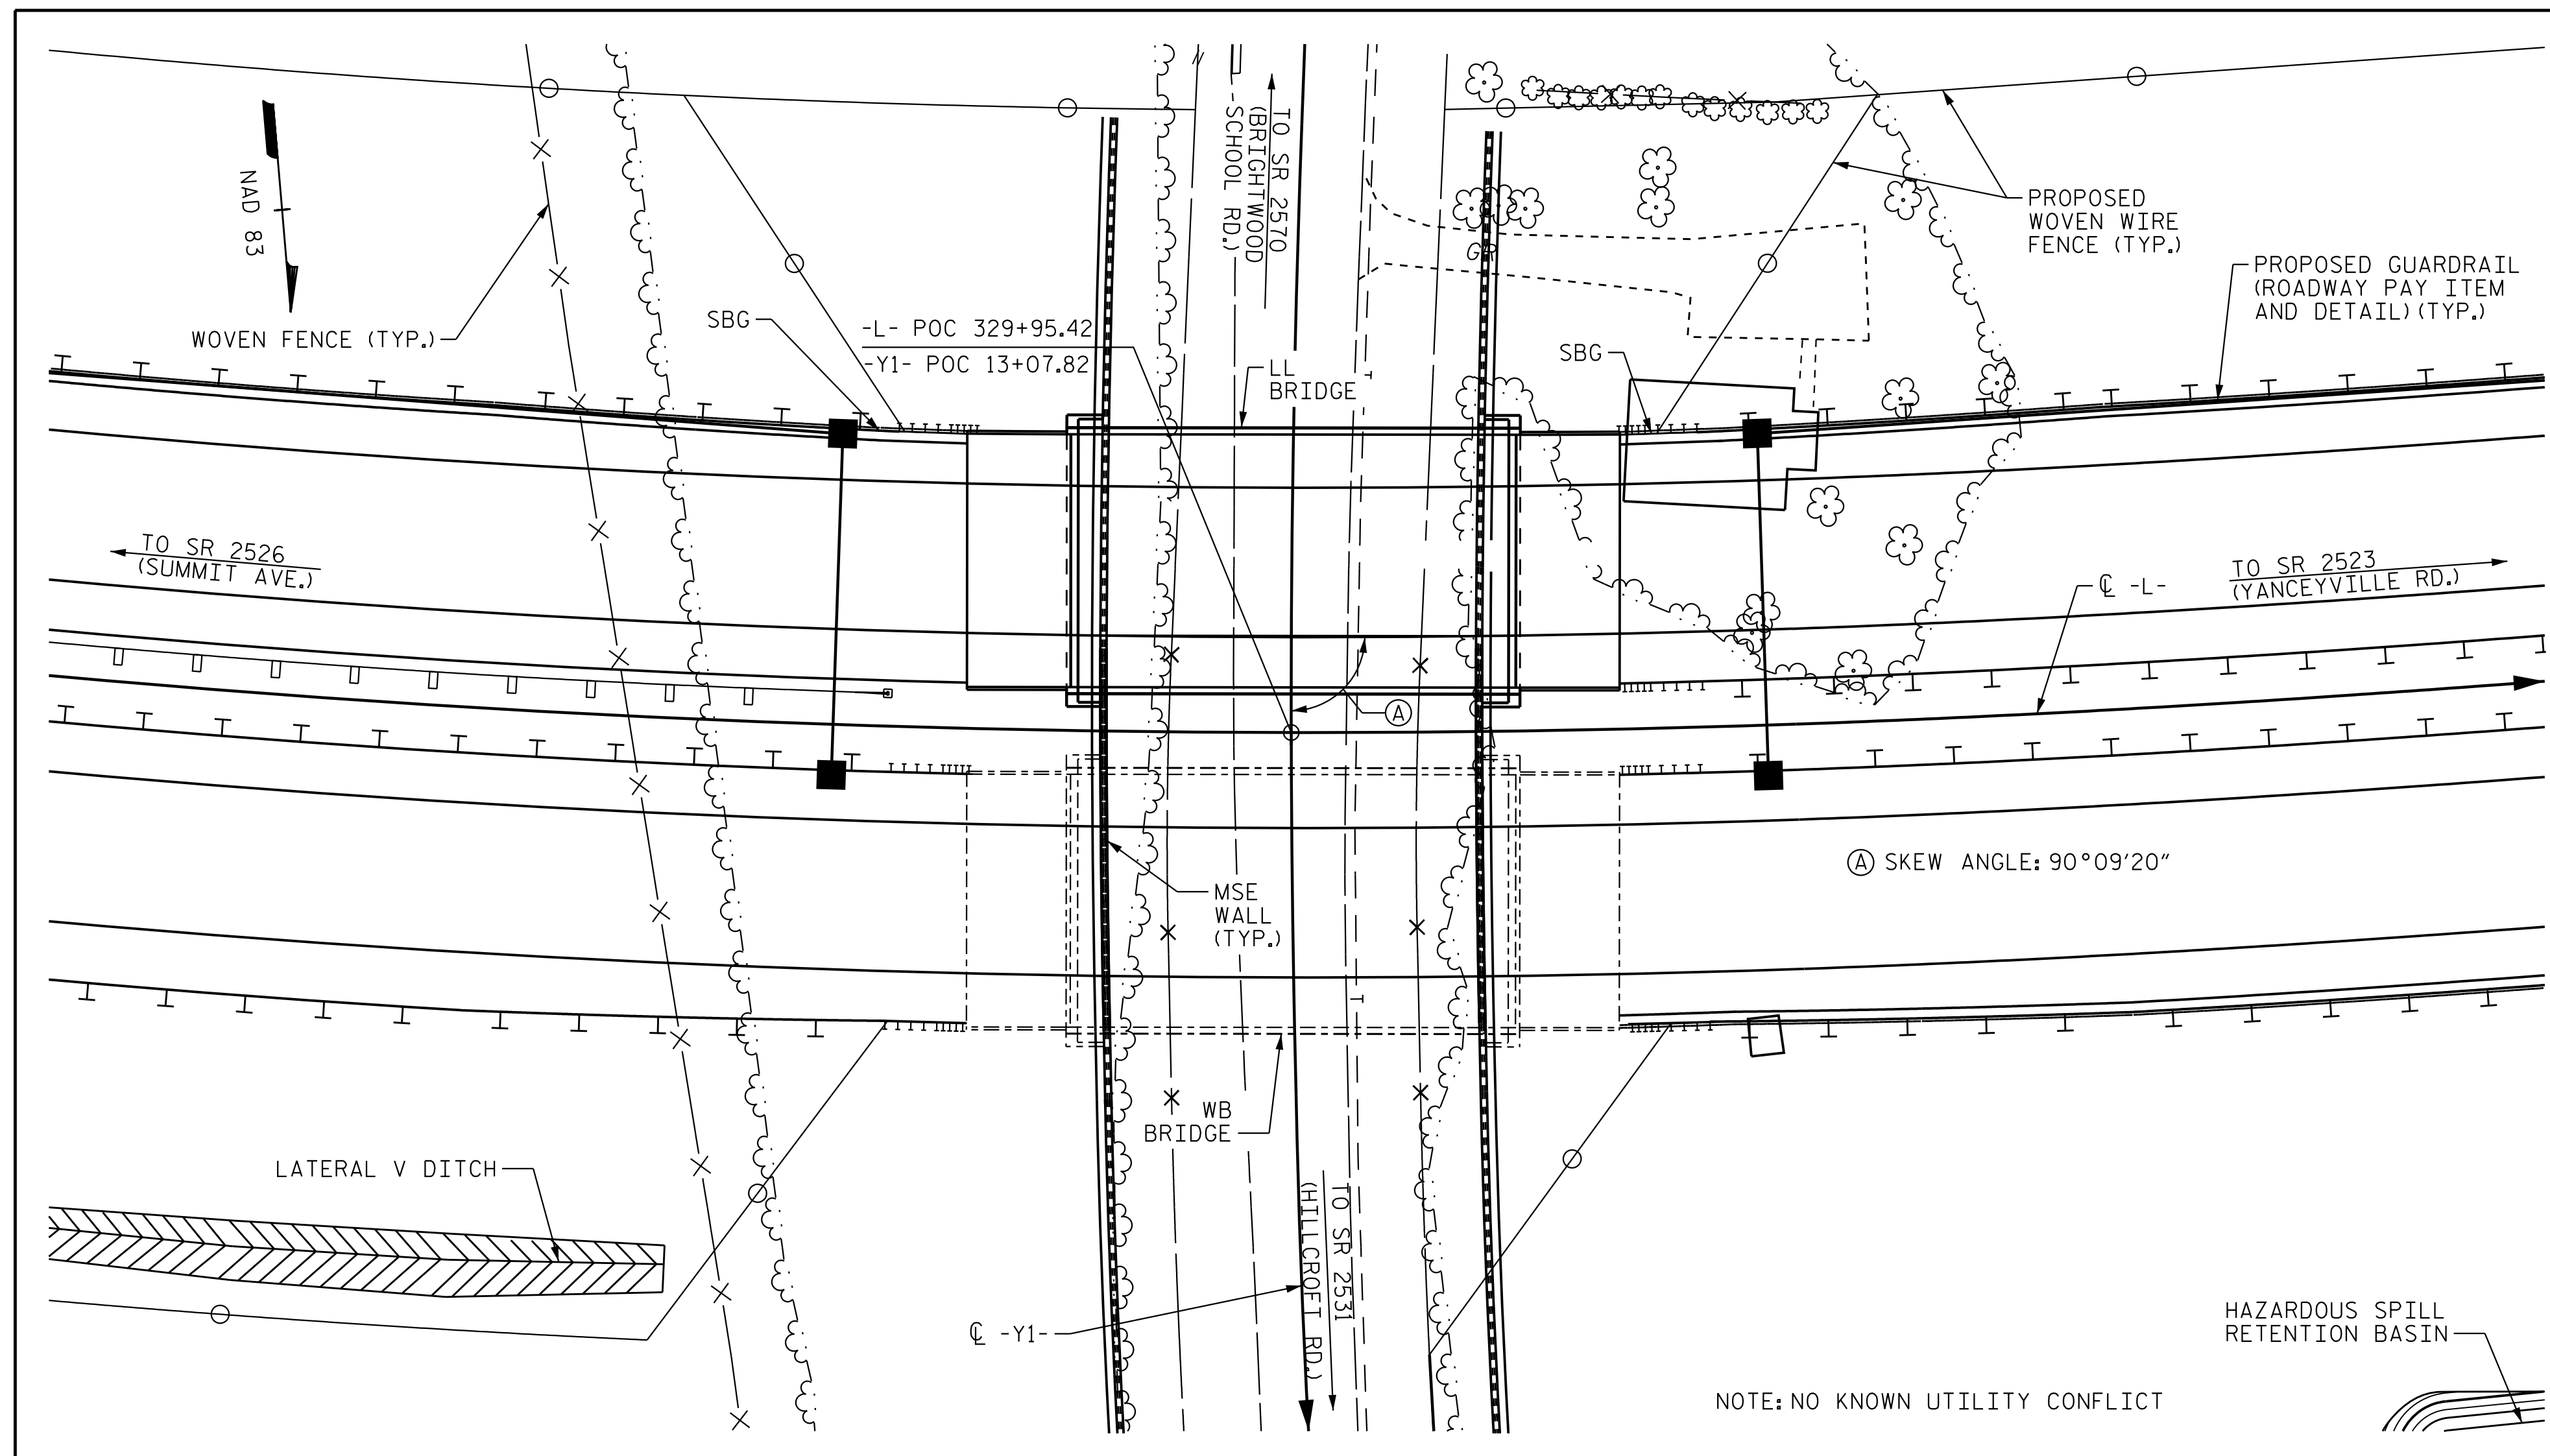 TO SR 2570
(BRIGHTWOOD
SCHOOL RD.)
NAD 83
WOVEN FENCE (TYP.)
SBG
-L- POC 329+95.42
-Y1- POC 13+07.82
LL
BRIDGE
GR
SBG
PROPOSED
WOVEN WIRE
FENCE (TYP.)
PROPOSED GUARDRAIL
(ROADWAY PAY ITEM
AND DETAIL)(TYP.)
TO SR 2526
(SUMMIT AVE.)
TO SR 2523
(YANCEYVILLE RD.)
℄ -L-
A
A SKEW ANGLE: 90°09'20"
MSE
WALL
(TYP.)
T
WB
BRIDGE
LATERAL V DITCH
TO SR 2531
(HILLCROFT RD.)
℄ -Y1-
HAZARDOUS SPILL
RETENTION BASIN
NOTE: NO KNOWN UTILITY CONFLICT